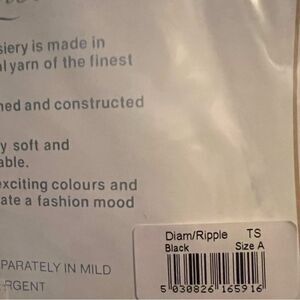 siery is made in
al yarn of the finest
ned and constructed
y soft and
able.
exciting colours and
ate a fashion mood
PARATELY IN MILD
RGENT
Diam/Ripple TS
Black Size A
5 030826 165916